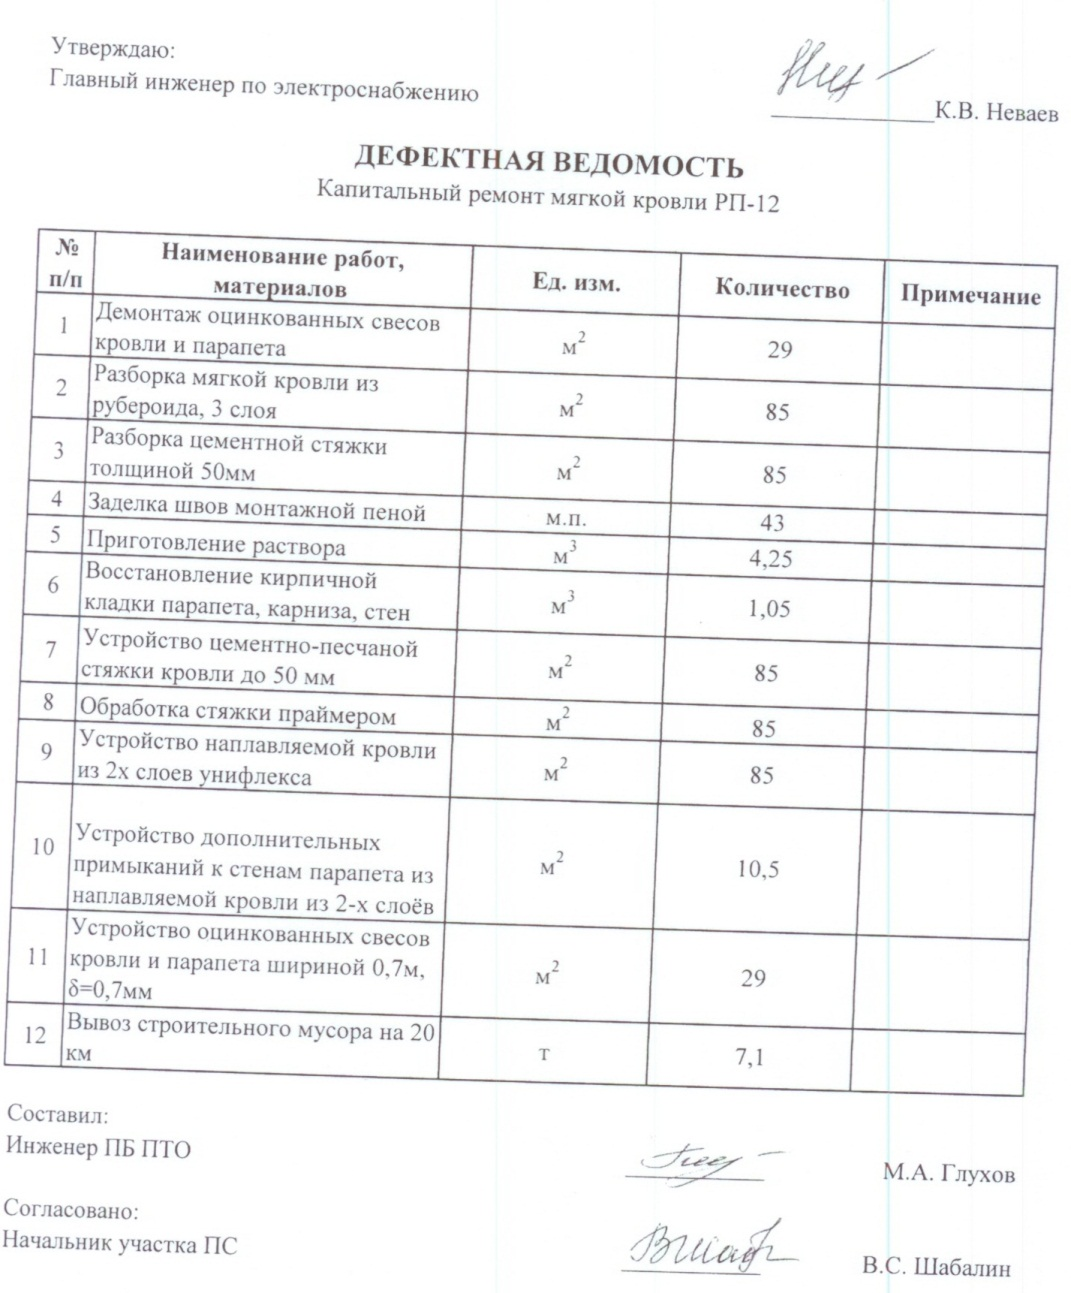 Утверждаю:
Главный инженер по электроснабжению
К.В. Неваев
ДЕФЕКТНАЯ ВЕДОМОСТЬ
Капитальный ремонт мягкой кровли РП-12
№ п/п Наименование работ, материалов Ед. изм. Количество Примечание
1 Демонтаж оцинкованных свесов
кровли и парапета м² 29
2 Разборка мягкой кровли из
рубероида, 3 слоя м² 85
3 Разборка цементной стяжки
толщиной 50мм м² 85
4 Заделка швов монтажной пеной м.п. 43
5 Приготовление раствора м³ 4,25
6 Восстановление кирпичной
кладки парапета, карниза, стен м³ 1,05
7 Устройство цементно-песчаной
стяжки кровли до 50 мм м² 85
8 Обработка стяжки праймером м² 85
9 Устройство наплавляемой кровли
из 2х слоев унифлекса м² 85
10 Устройство дополнительных
примыканий к стенам парапета из
наплавляемой кровли из 2-х слоёв м² 10,5
11 Устройство оцинкованных свесов
кровли и парапета шириной 0,7м,
δ=0,7мм м² 29
12 Вывоз строительного мусора на 20
км т 7,1
Составил:
Инженер ПБ ПТО
М.А. Глухов
Согласовано:
Начальник участка ПС
В.С. Шабалин